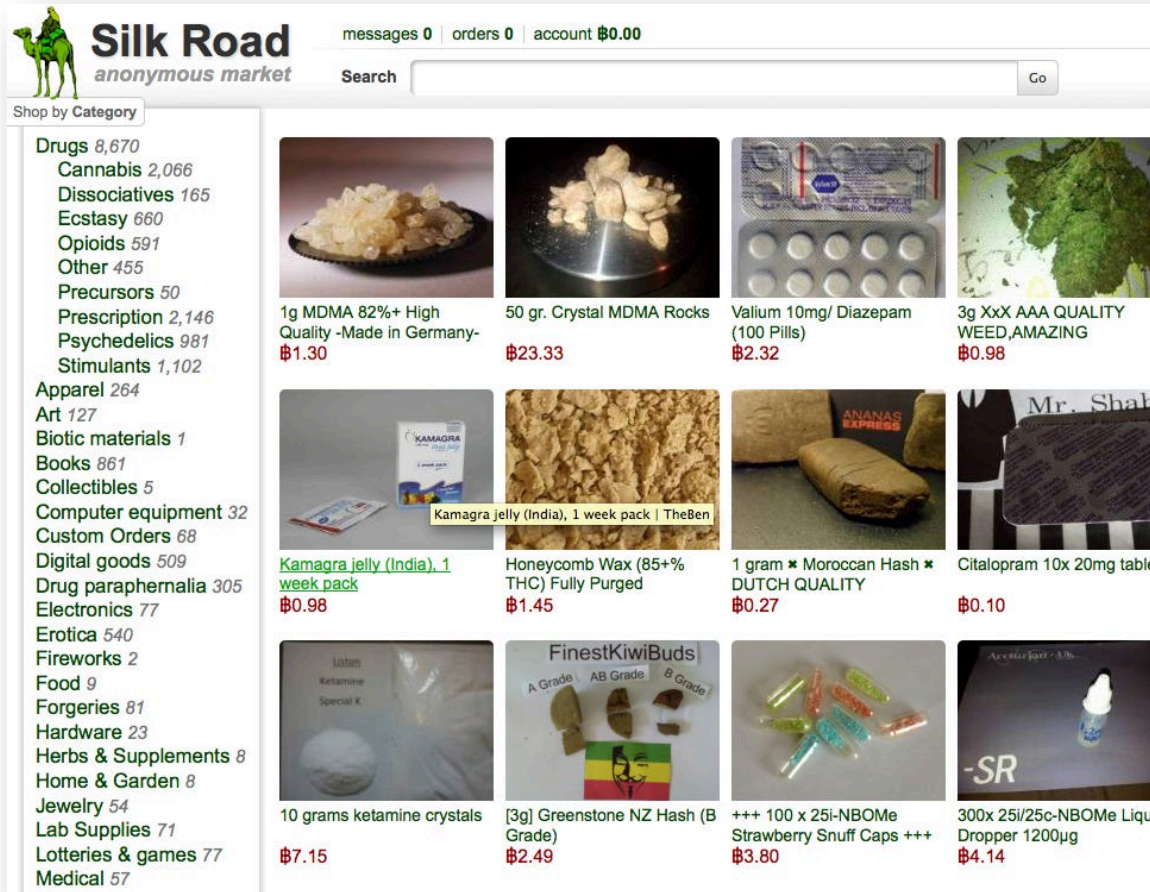 Silk Road
anonymous market
messages 0 | orders 0 | account ฿0.00
Search
Go
Shop by Category
Drugs 8,670
Cannabis 2,066
Dissociatives 165
Ecstasy 660
Opioids 591
Other 455
Precursors 50
Prescription 2,146
Psychedelics 981
Stimulants 1,102
Apparel 264
Art 127
Biotic materials 1
Books 861
Collectibles 5
Computer equipment 32
Custom Orders 68
Digital goods 509
Drug paraphernalia 305
Electronics 77
Erotica 540
Fireworks 2
Food 9
Forgeries 81
Hardware 23
Herbs & Supplements 8
Home & Garden 8
Jewelry 54
Lab Supplies 71
Lotteries & games 77
Medical 57
1g MDMA 82%+ High
Quality -Made in Germany-
฿1.30
50 gr. Crystal MDMA Rocks
฿23.33
Valium 10
Valium 10mg/ Diazepam
(100 Pills)
฿2.32
3g XxX AAA QUALITY
WEED,AMAZING
฿0.98
KAMAGRA
Oral Jelly
1 WEEK PACK
Kamagra jelly (India), 1 week pack | TheBen
Kamagra jelly (India), 1
week pack
฿0.98
Honeycomb Wax (85+%
THC) Fully Purged
฿1.45
ANANAS
EXPRESS
1 gram ✖ Moroccan Hash ✖
DUTCH QUALITY
฿0.27
Mr. Shab
Citalopram 10x 20mg table
฿0.10
Listen
Ketamine
Special K
10 grams ketamine crystals
฿7.15
FinestKiwiBuds
A Grade
AB Grade
B Grade
[3g] Greenstone NZ Hash (B
Grade)
฿2.49
+++ 100 x 25i-NBOMe
Strawberry Snuff Caps +++
฿3.80
-SR
300x 25i/25c-NBOMe Liqu
Dropper 1200µg
฿4.14